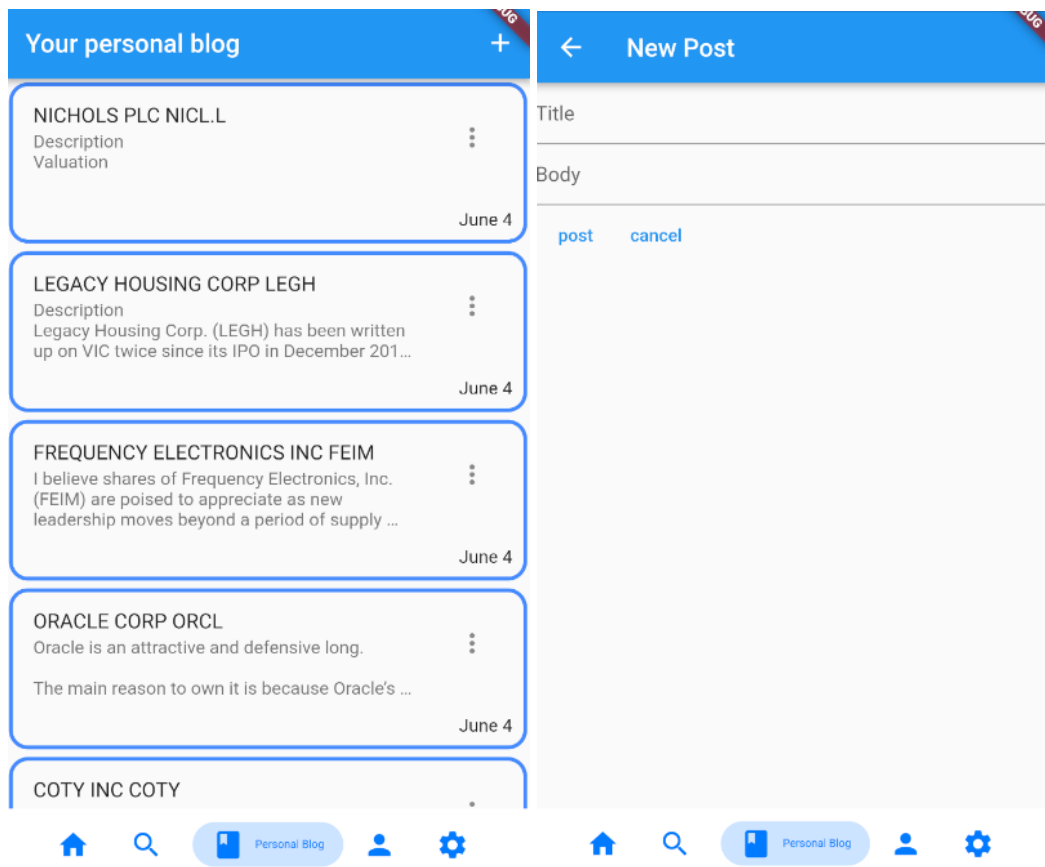 Your personal blog
NICHOLS PLC NICL.L
Description
Valuation
June 4
LEGACY HOUSING CORP LEGH
Description
Legacy Housing Corp. (LEGH) has been written
up on VIC twice since its IPO in December 201...
June 4
FREQUENCY ELECTRONICS INC FEIM
I believe shares of Frequency Electronics, Inc.
(FEIM) are poised to appreciate as new
leadership moves beyond a period of supply ...
June 4
ORACLE CORP ORCL
Oracle is an attractive and defensive long.
The main reason to own it is because Oracle’s ...
June 4
COTY INC COTY
Personal Blog
New Post
Title
Body
post cancel
Personal Blog